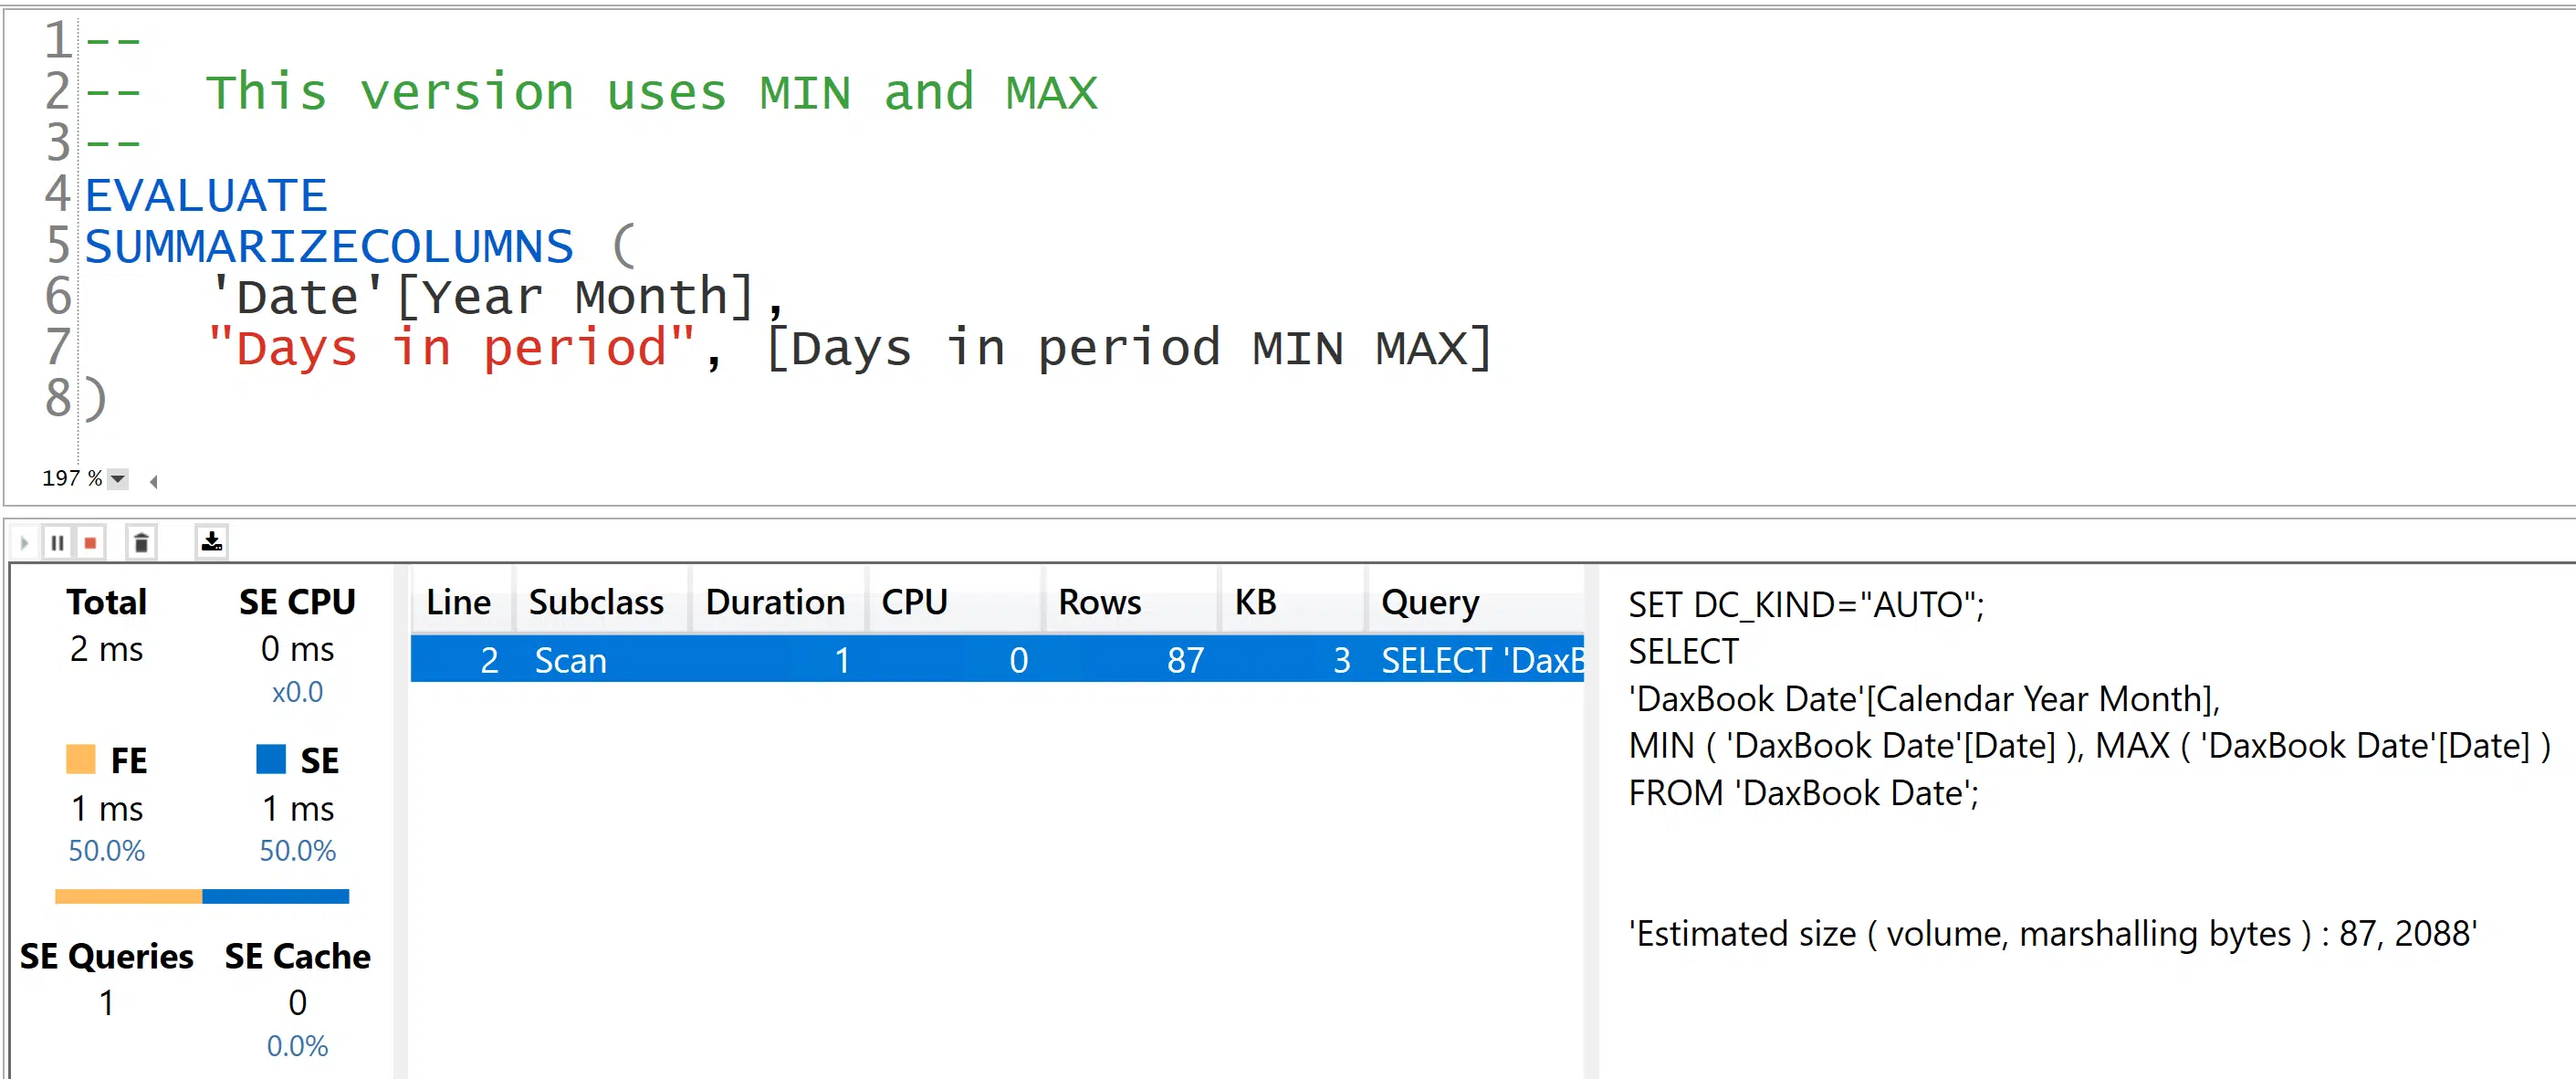 1--
2--  This version uses MIN and MAX
3--
4 EVALUATE
5 SUMMARIZECOLUMNS (
6     'Date'[Year Month],
7     "Days in period", [Days in period MIN MAX]
8 )
197 %
Total SE CPU
2 ms 0 ms
x0.0
FE SE
1 ms 1 ms
50.0% 50.0%
SE Queries SE Cache
1 0
0.0%
Line Subclass Duration CPU Rows KB Query
2 Scan 1 0 87 3 SELECT 'DaxB
SET DC_KIND="AUTO";
SELECT
'DaxBook Date'[Calendar Year Month],
MIN ( 'DaxBook Date'[Date] ), MAX ( 'DaxBook Date'[Date] )
FROM 'DaxBook Date';
'Estimated size ( volume, marshalling bytes ) : 87, 2088'